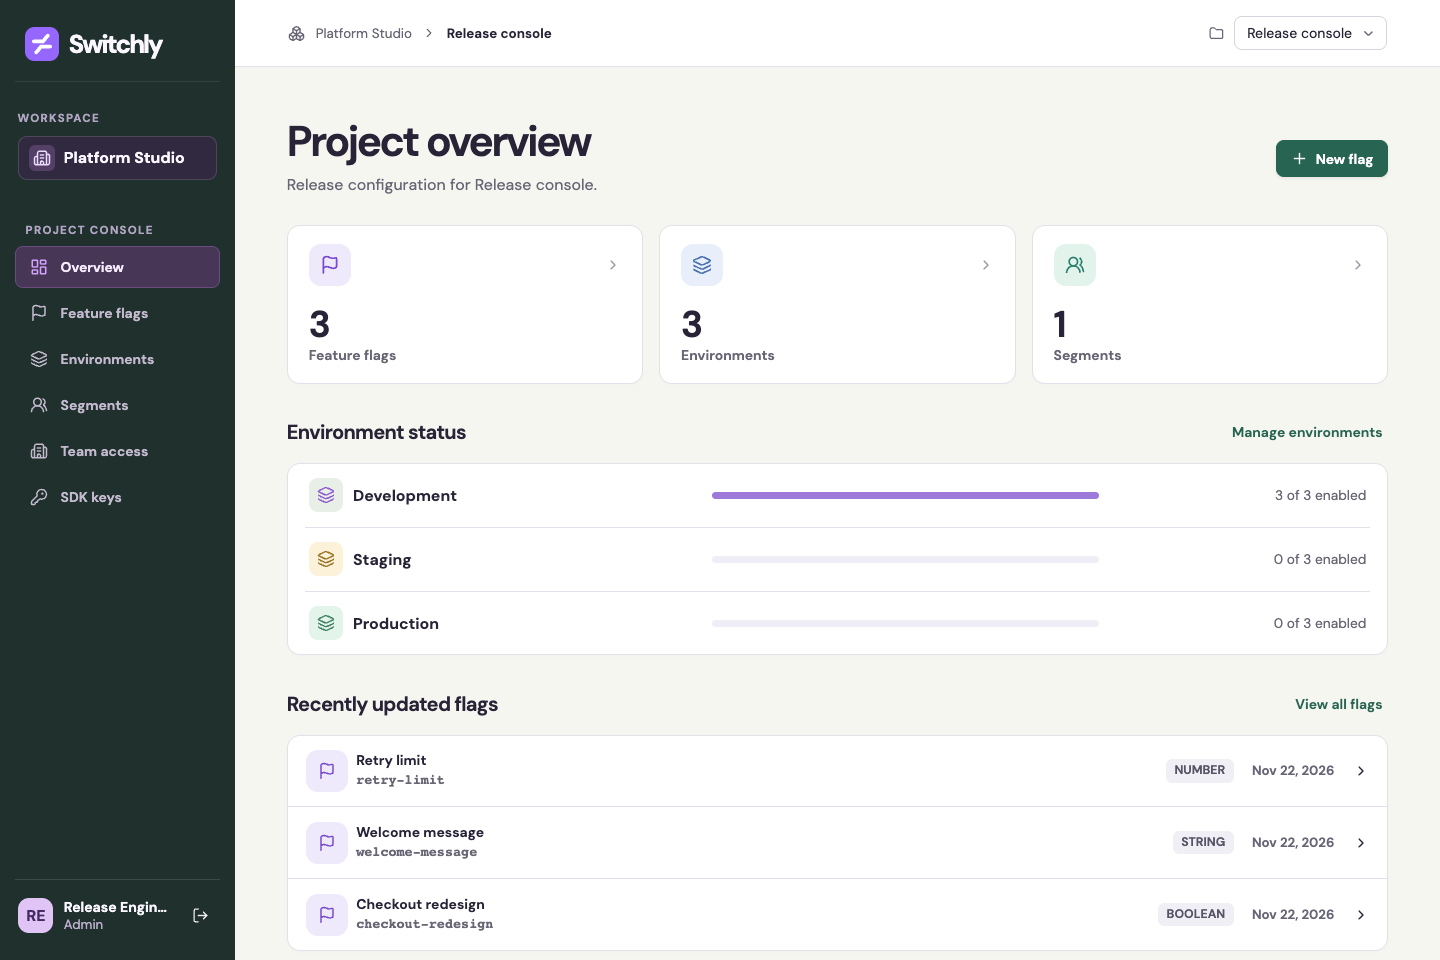 Switchly
WORKSPACE
Platform Studio
PROJECT CONSOLE
Overview
Feature flags
Environments
Segments
Team access
SDK keys
RE
Release Engin...
Admin
Platform Studio
Release console
Release console
Project overview
Release configuration for Release console.
New flag
3
Feature flags
3
Environments
1
Segments
Environment status
Manage environments
Development
3 of 3 enabled
Staging
0 of 3 enabled
Production
0 of 3 enabled
Recently updated flags
View all flags
Retry limit
retry-limit
NUMBER
Nov 22, 2026
Welcome message
welcome-message
STRING
Nov 22, 2026
Checkout redesign
checkout-redesign
BOOLEAN
Nov 22, 2026